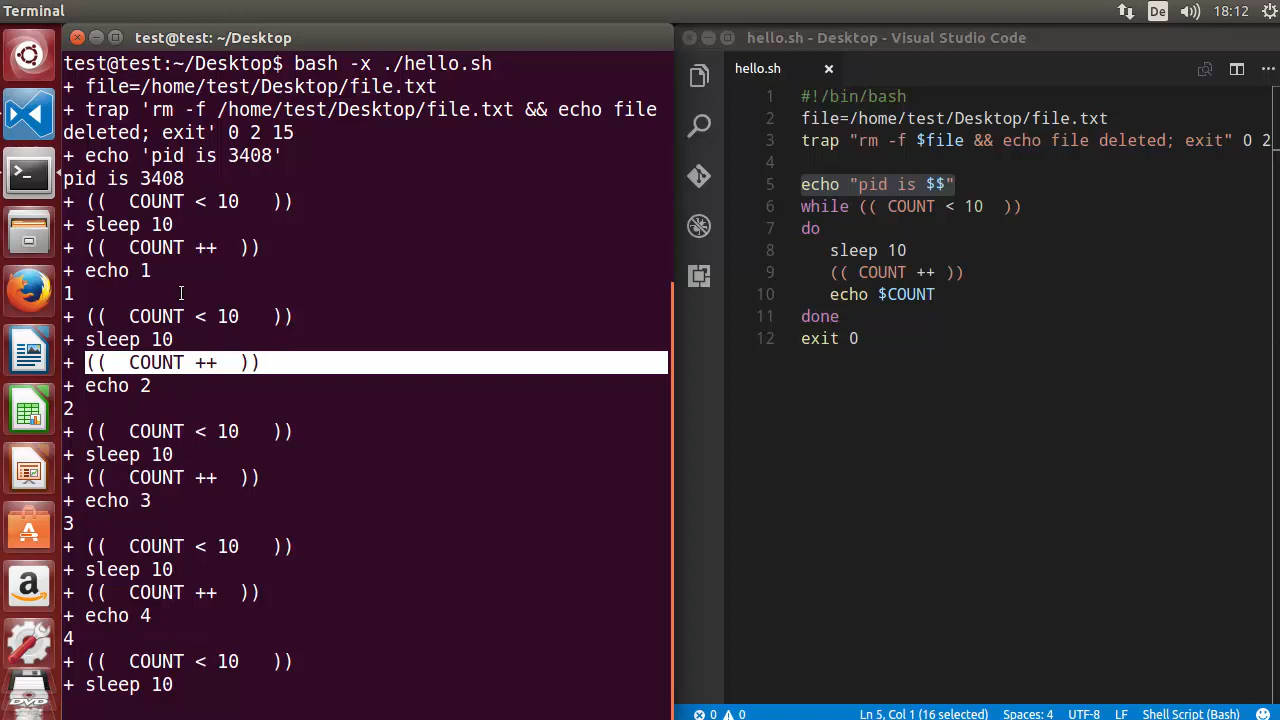 Terminal
De
18:12
test@test: ~/Desktop
test@test:~/Desktop$ bash -x ./hello.sh
+ file=/home/test/Desktop/file.txt
+ trap 'rm -f /home/test/Desktop/file.txt && echo file
deleted; exit' 0 2 15
+ echo 'pid is 3408'
pid is 3408
+ ((  COUNT < 10   ))
+ sleep 10
+ ((  COUNT ++  ))
+ echo 1
1
+ ((  COUNT < 10   ))
+ sleep 10
+ ((  COUNT ++  ))
+ echo 2
2
+ ((  COUNT < 10   ))
+ sleep 10
+ ((  COUNT ++  ))
+ echo 3
3
+ ((  COUNT < 10   ))
+ sleep 10
+ ((  COUNT ++  ))
+ echo 4
4
+ ((  COUNT < 10   ))
+ sleep 10
hello.sh - Desktop - Visual Studio Code
hello.sh
1 #!/bin/bash
2 file=/home/test/Desktop/file.txt
3 trap "rm -f $file && echo file deleted; exit" 0 2
4
5 echo "pid is $$"
6 while (( COUNT < 10  ))
7 do
8     sleep 10
9     (( COUNT ++ ))
10     echo $COUNT
11 done
12 exit 0
0 0
Ln 5, Col 1 (16 selected)
Spaces: 4
UTF-8
LF
Shell Script (Bash)